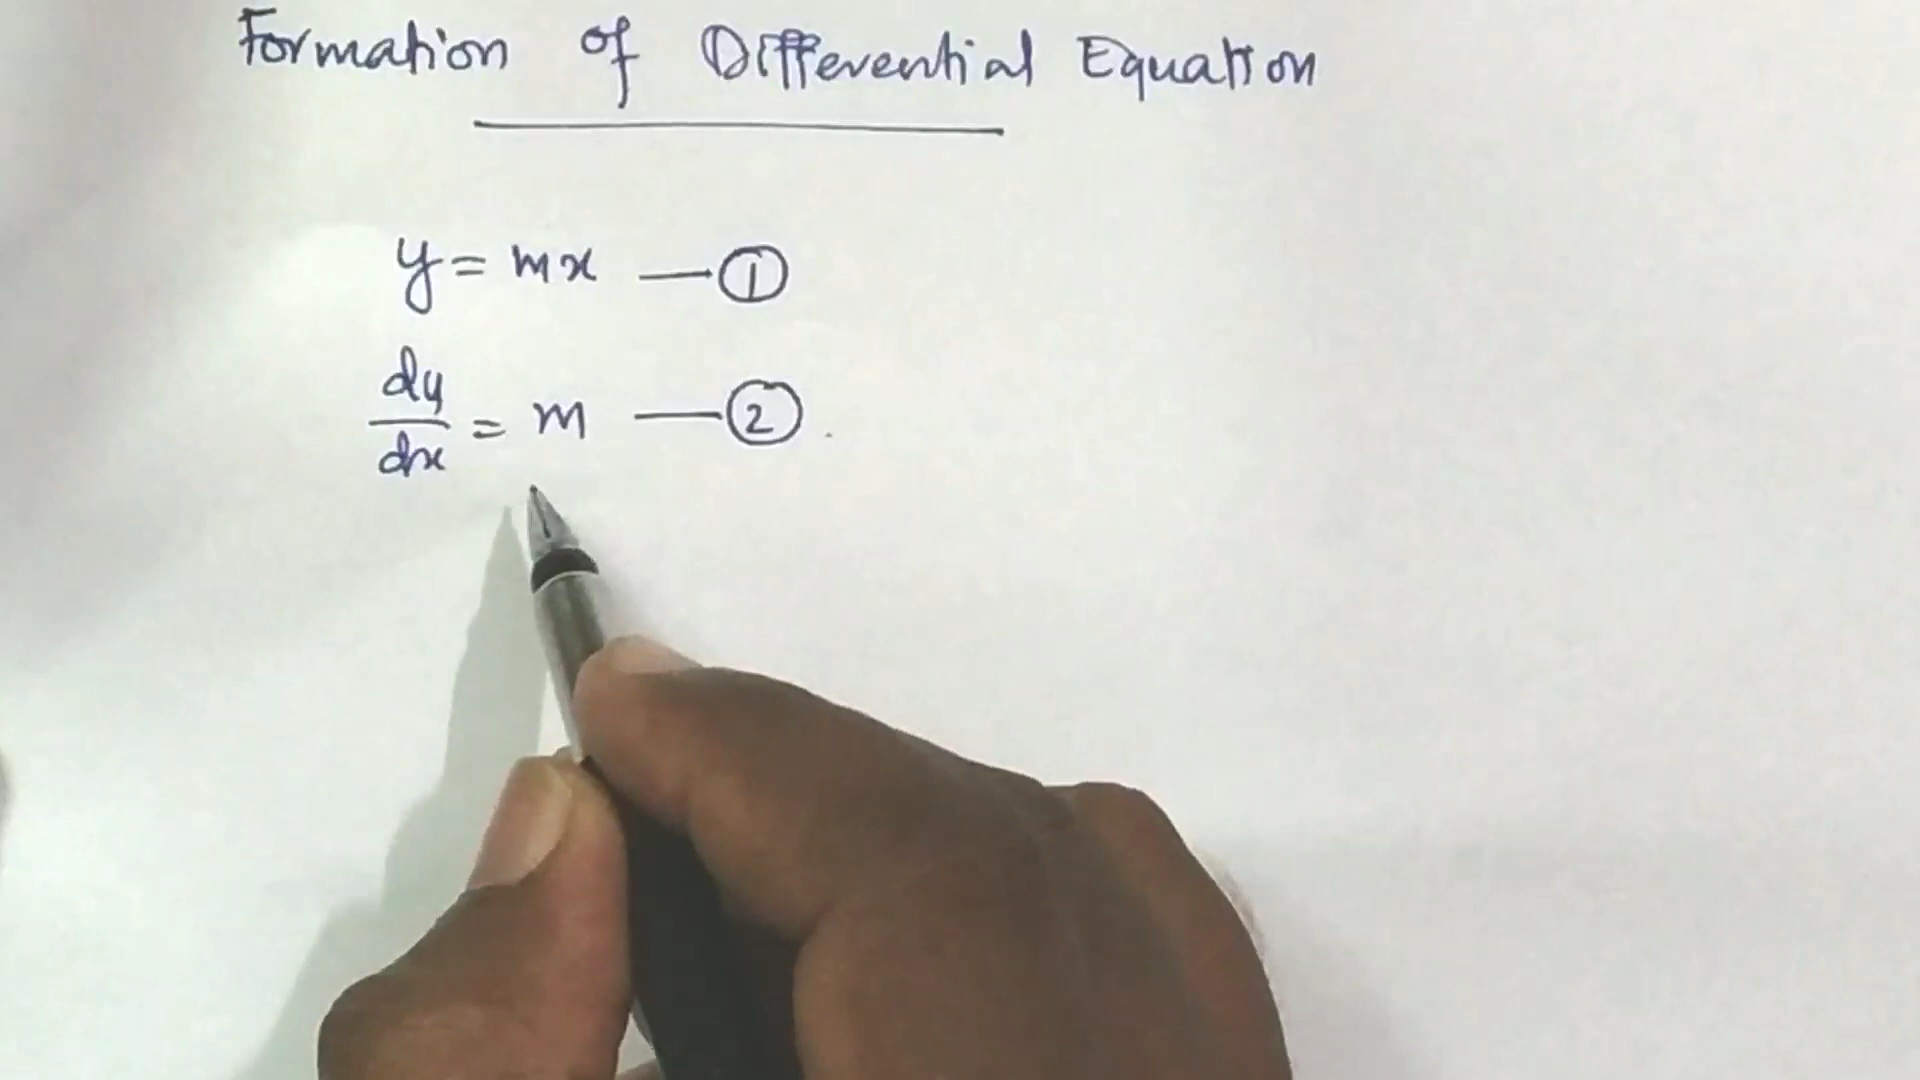 Formation of Differential Equation
y = mx — ①
dy/dx = m — ②